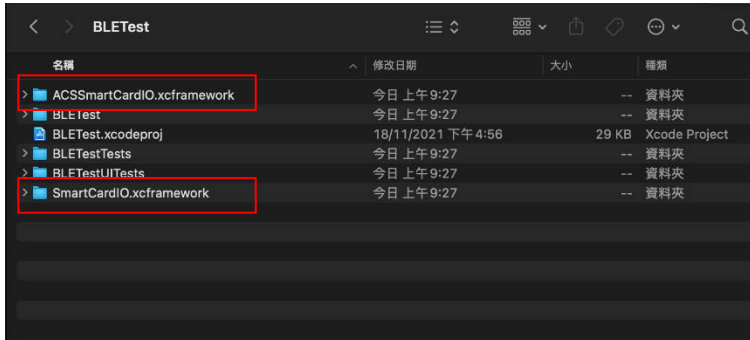 BLETest
名稱 修改日期 大小 種類
ACSSmartCardIO.xcframework 今日 上午9:27 -- 資料夾
BLETest 今日 上午9:27 -- 資料夾
BLETest.xcodeproj 18/11/2021 下午4:56 29 KB Xcode Project
BLETestTests 今日 上午9:27 -- 資料夾
BLETestUITests 今日 上午9:27 -- 資料夾
SmartCardIO.xcframework 今日 上午9:27 -- 資料夾